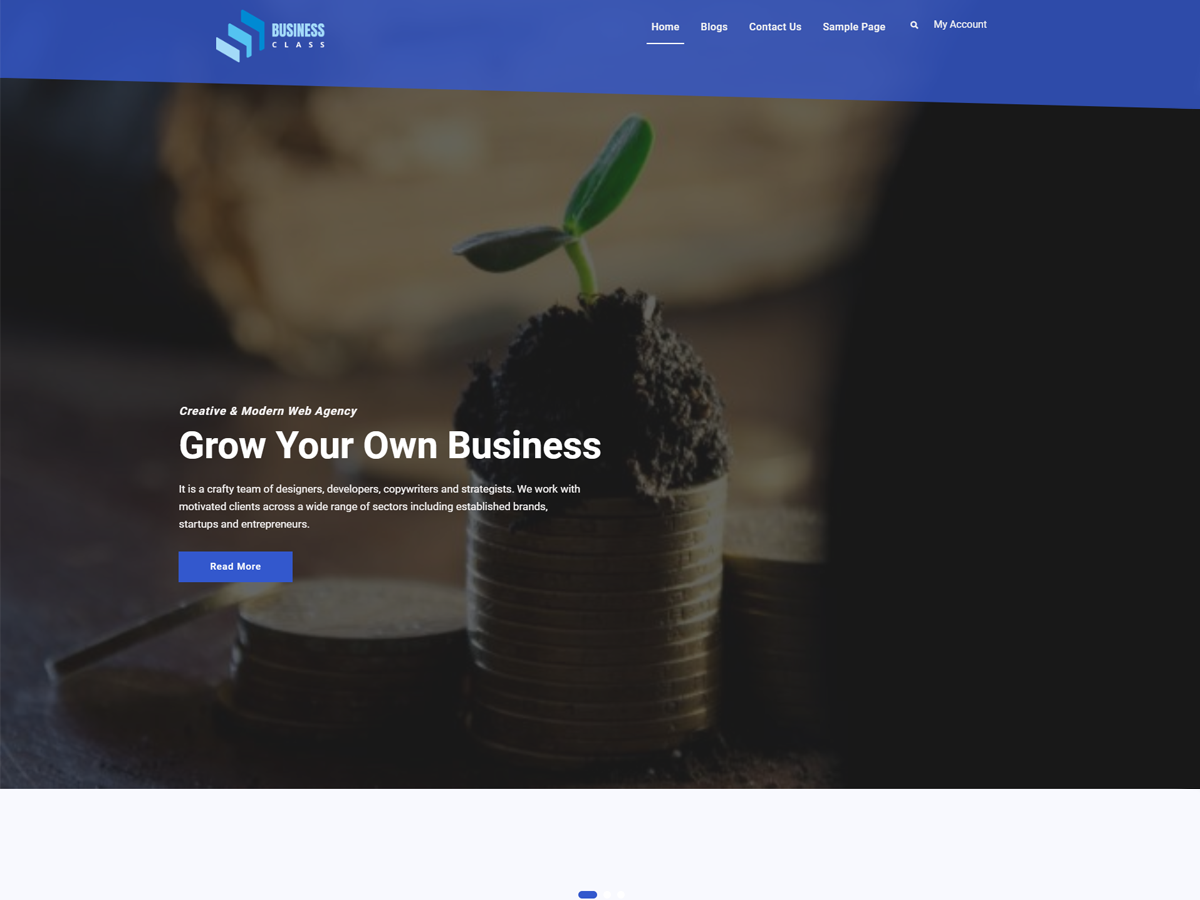 BUSINESS
CLASS
Home Blogs Contact Us Sample Page My Account
Creative & Modern Web Agency
Grow Your Own Business
It is a crafty team of designers, developers, copywriters and strategists. We work with
motivated clients across a wide range of sectors including established brands,
startups and entrepreneurs.
Read More